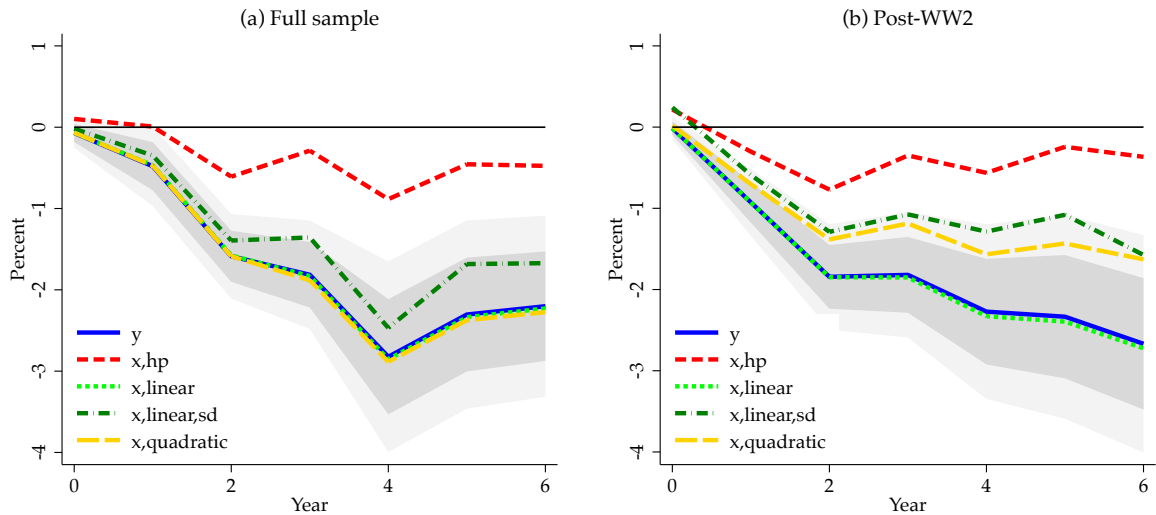 (a) Full sample
1
0
-1
-2
-3
-4
Percent
y
x,hp
x,linear
x,linear,sd
x,quadratic
0
2
4
6
Year
(b) Post-WW2
1
0
-1
-2
-3
-4
Percent
y
x,hp
x,linear
x,linear,sd
x,quadratic
0
2
4
6
Year